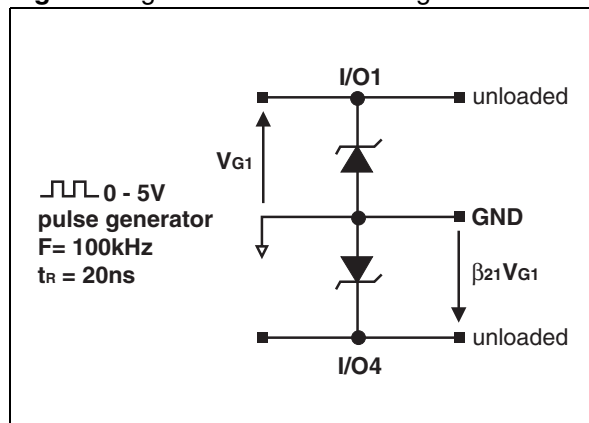 I/O1
unloaded
VG1
0 - 5V
pulse generator
F= 100kHz
tR = 20ns
GND
β21VG1
unloaded
I/O4